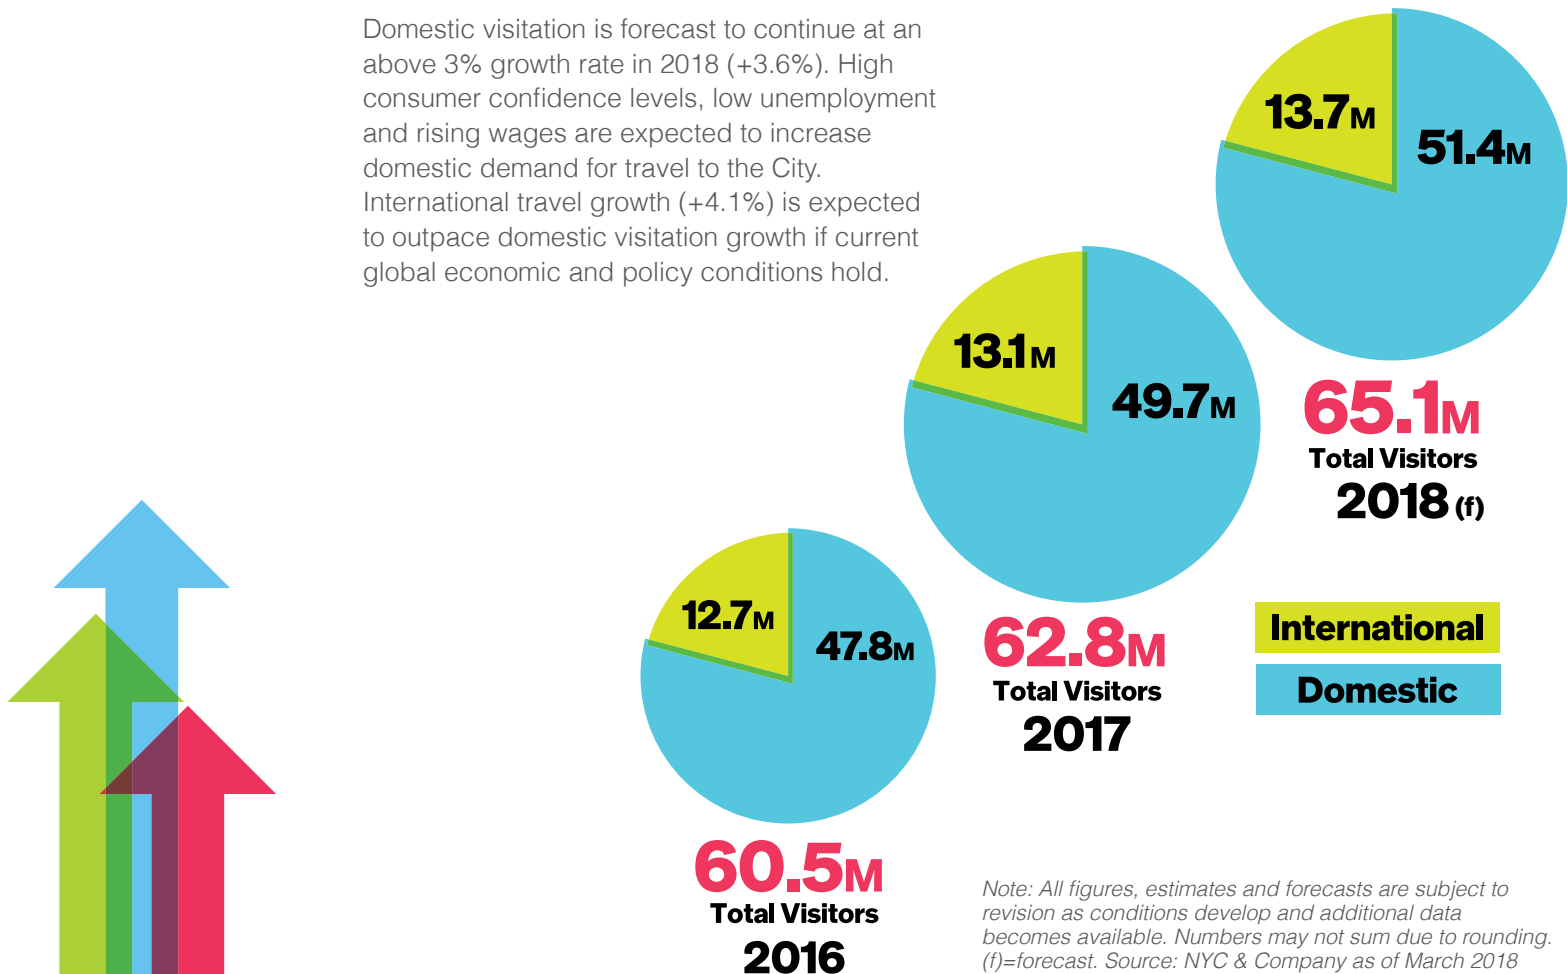 Domestic visitation is forecast to continue at an
above 3% growth rate in 2018 (+3.6%). High
consumer confidence levels, low unemployment
and rising wages are expected to increase
domestic demand for travel to the City.
International travel growth (+4.1%) is expected
to outpace domestic visitation growth if current
global economic and policy conditions hold.
13.7M
51.4M
65.1M
Total Visitors
2018 (f)
13.1M
49.7M
62.8M
Total Visitors
2017
12.7M
47.8M
60.5M
Total Visitors
2016
International
Domestic
Note: All figures, estimates and forecasts are subject to
revision as conditions develop and additional data
becomes available. Numbers may not sum due to rounding.
(f)=forecast. Source: NYC & Company as of March 2018